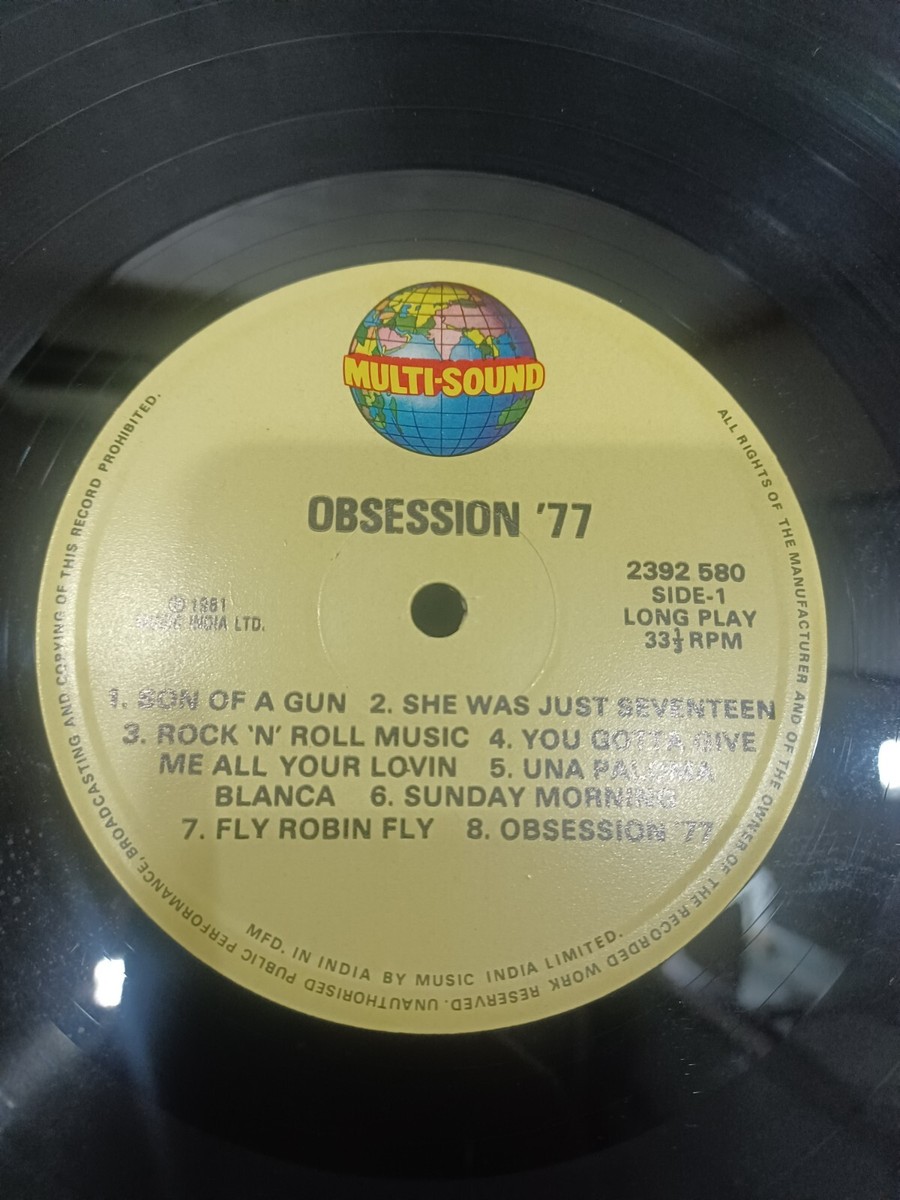 MULTI-SOUND
OBSESSION '77
2392 580
SIDE-1
LONG PLAY
33⅓ RPM
Ⓟ 1981
MUSIC INDIA LTD.
1. SON OF A GUN 2. SHE WAS JUST SEVENTEEN
3. ROCK 'N' ROLL MUSIC 4. YOU GOTTA GIVE
ME ALL YOUR LOVIN 5. UNA PALOMA
BLANCA 6. SUNDAY MORNING
7. FLY ROBIN FLY 8. OBSESSION '77
MFD. IN INDIA BY MUSIC INDIA LIMITED.
ALL RIGHTS OF THE MANUFACTURER AND OF THE OWNER OF THE RECORDED WORK RESERVED. UNAUTHORISED PUBLIC PERFORMANCE, BROADCASTING AND COPYING OF THIS RECORD PROHIBITED.